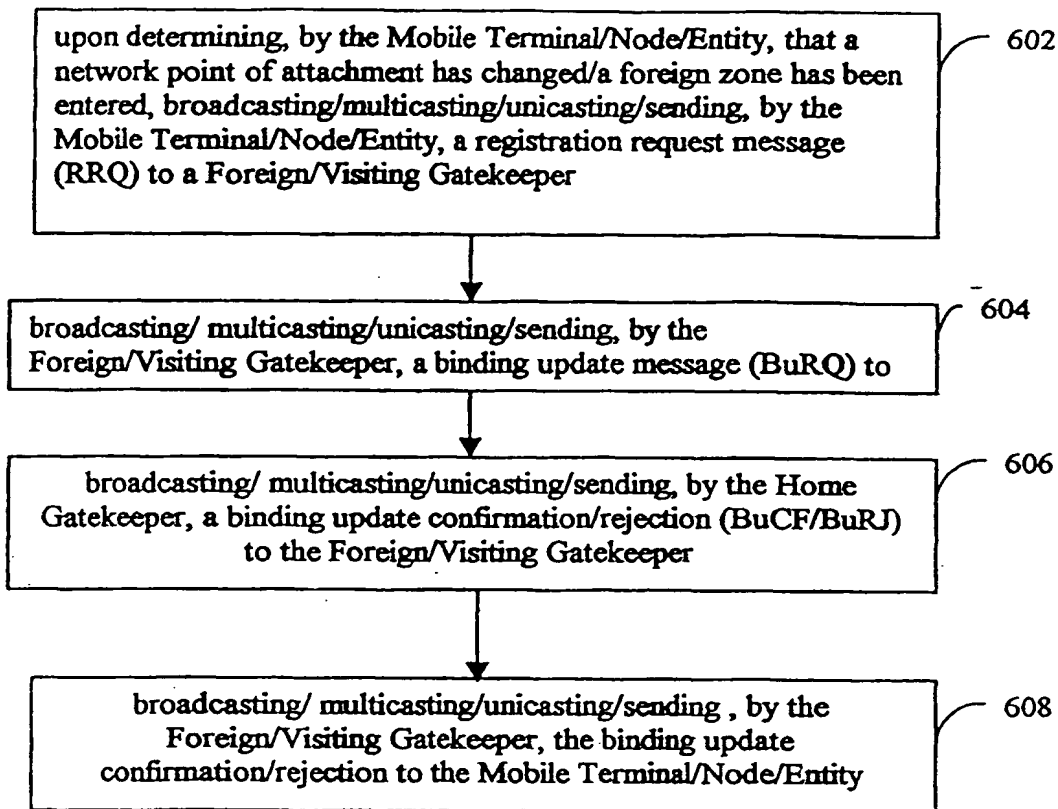 upon determining, by the Mobile Terminal/Node/Entity, that a
network point of attachment has changed/a foreign zone has been
entered, broadcasting/multicasting/unicasting/sending, by the
Mobile Terminal/Node/Entity, a registration request message
(RRQ) to a Foreign/Visiting Gatekeeper
602
broadcasting/ multicasting/unicasting/sending, by the
Foreign/Visiting Gatekeeper, a binding update message (BuRQ) to
604
broadcasting/ multicasting/unicasting/sending, by the Home
Gatekeeper, a binding update confirmation/rejection (BuCF/BuRJ)
to the Foreign/Visiting Gatekeeper
606
broadcasting/ multicasting/unicasting/sending , by the
Foreign/Visiting Gatekeeper, the binding update
confirmation/rejection to the Mobile Terminal/Node/Entity
608